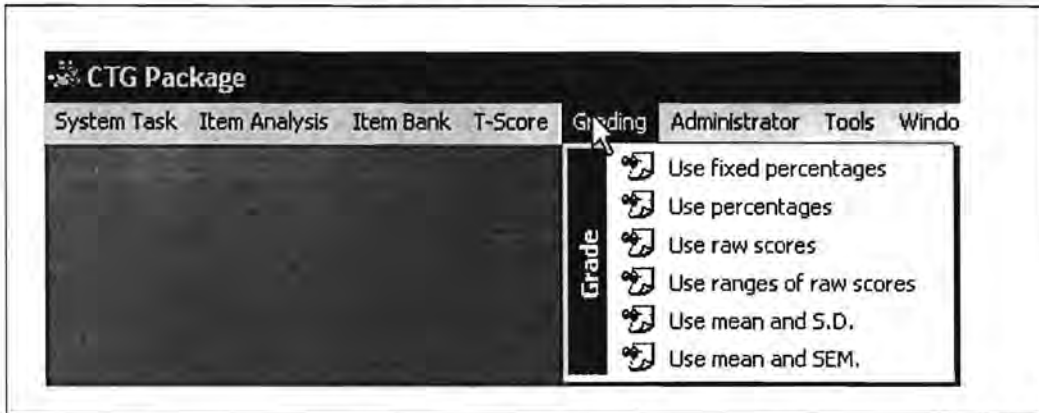 CTG Package
System Task Item Analysis Item Bank T-Score Grading Administrator Tools Windo
Grade
Use fixed percentages
Use percentages
Use raw scores
Use ranges of raw scores
Use mean and S.D.
Use mean and SEM.